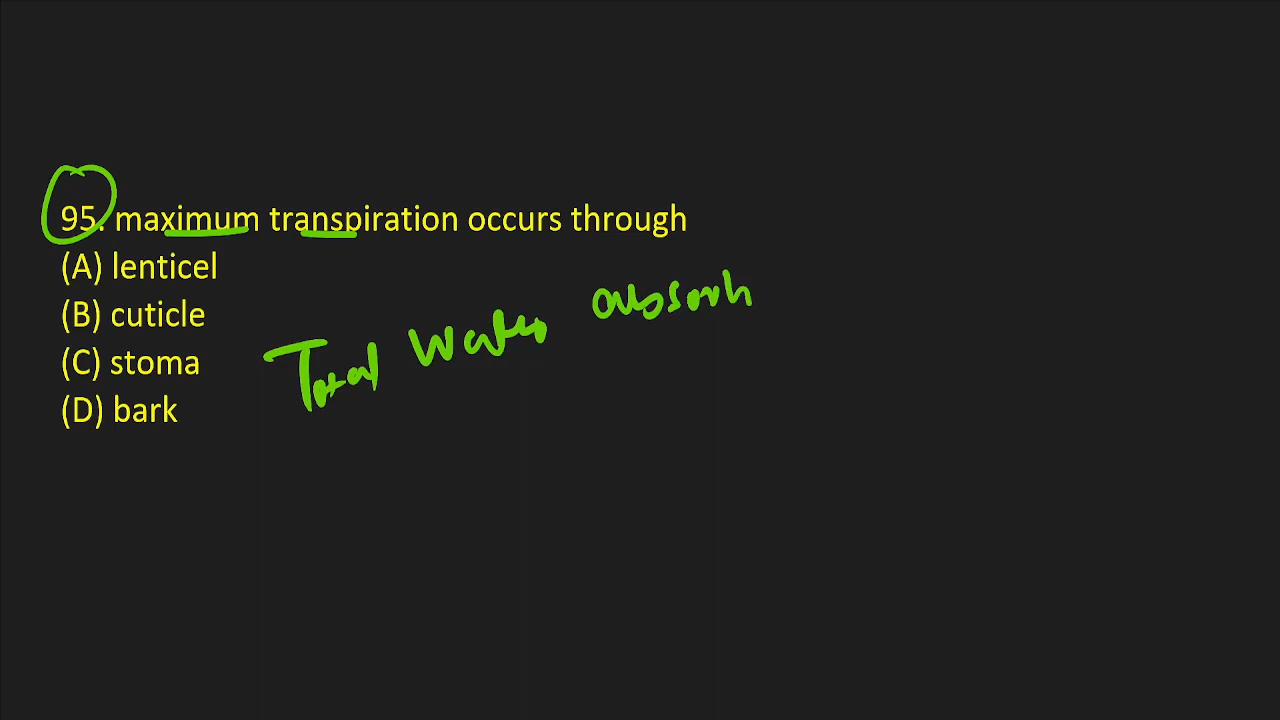 95. maximum transpiration occurs through
(A) lenticel
(B) cuticle
(C) stoma
(D) bark
Total Water absorb